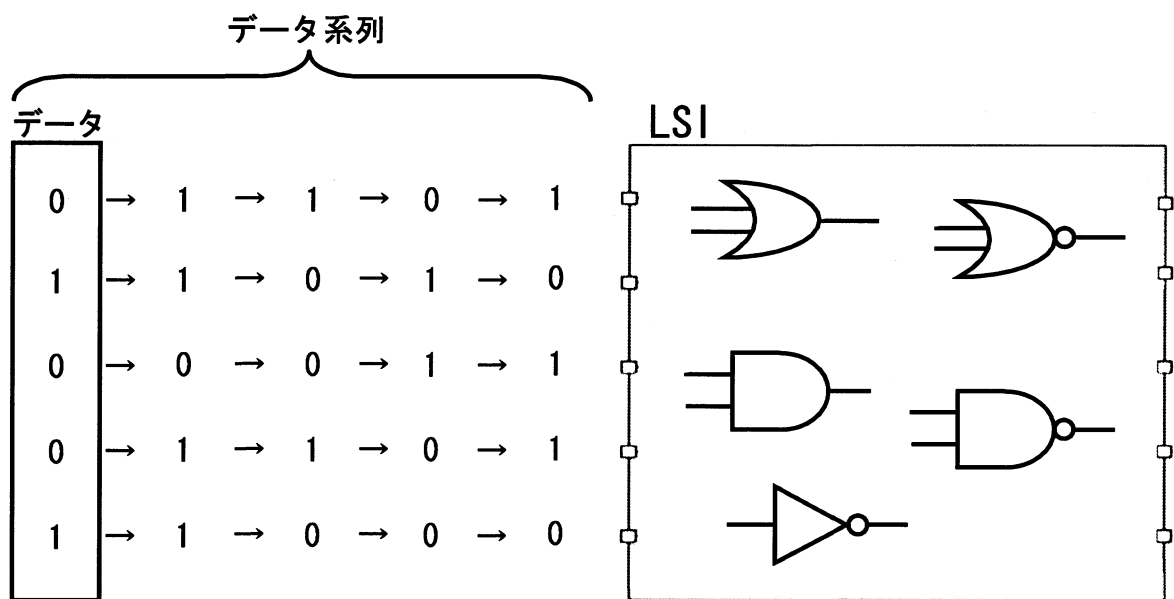 データ系列
データ
LSI
0 → 1 → 1 → 0 → 1
1 → 1 → 0 → 1 → 0
0 → 0 → 0 → 1 → 1
0 → 1 → 1 → 0 → 1
1 → 1 → 0 → 0 → 0